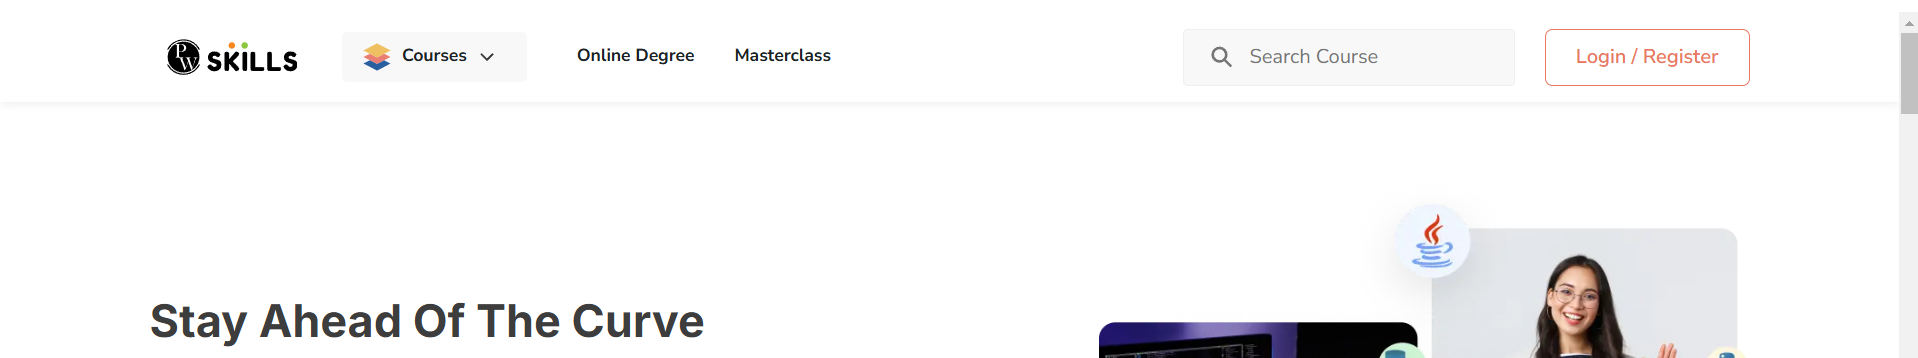 PW SKILLS
Courses
Online Degree
Masterclass
Search Course
Login / Register
Stay Ahead Of The Curve